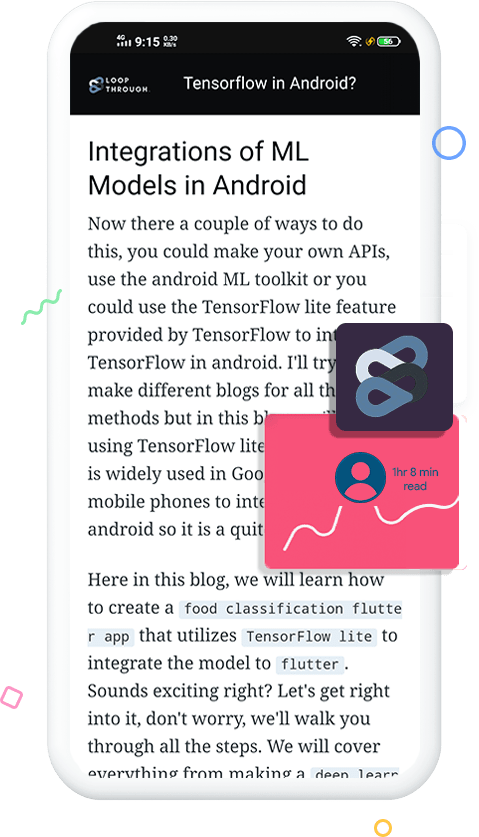 4G 9:15 0.30 KB/s 56
LOOP THROUGH
Tensorflow in Android?
Integrations of ML
Models in Android
Now there a couple of ways to do
this, you could make your own APIs,
use the android ML toolkit or you
could use the TensorFlow lite feature
provided by TensorFlow to
TensorFlow in android. I'll try
make different blogs for all
methods but in this
using TensorFlow lite
is widely used in
mobile phones to
android so it is a
1hr 8 min
read
Here in this blog, we will learn how
to create a food classification flutte
r app that utilizes TensorFlow lite to
integrate the model to flutter.
Sounds exciting right? Let's get right
into it, don't worry, we'll walk you
through all the steps. We will cover
everything from making a deep learn